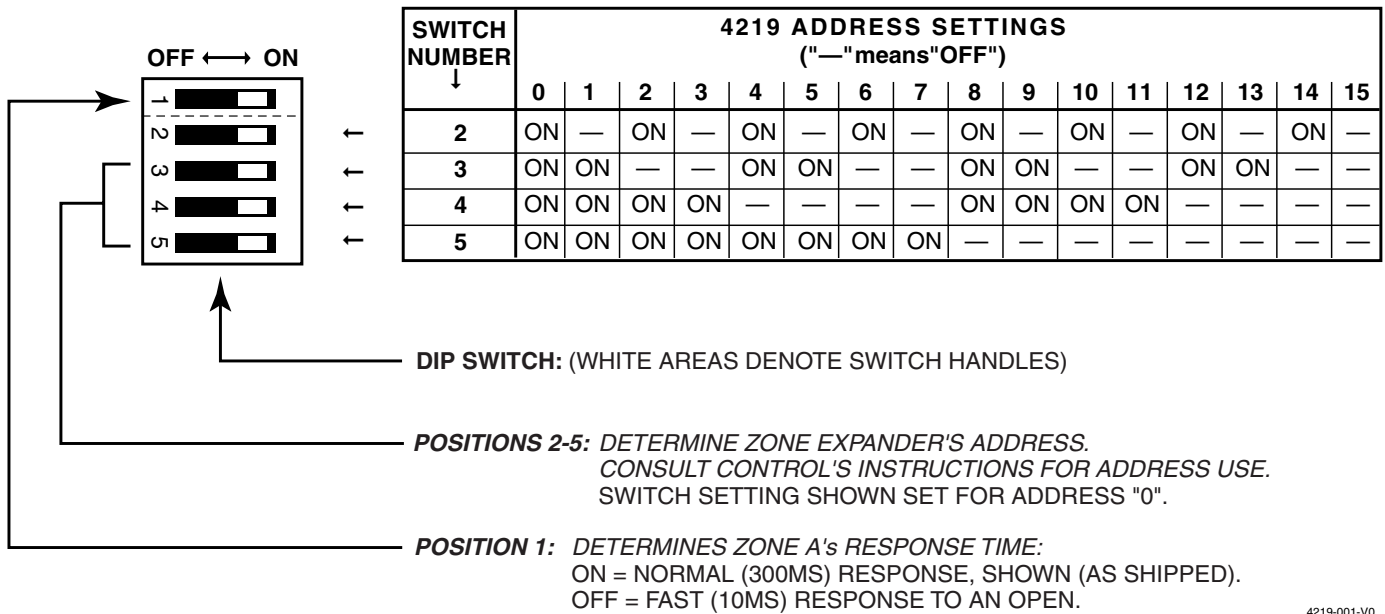 OFF ⟷ ON
1
2
3
4
5
SWITCH NUMBER ↓ | 4219 ADDRESS SETTINGS
("—"means"OFF")
0 | 1 | 2 | 3 | 4 | 5 | 6 | 7 | 8 | 9 | 10 | 11 | 12 | 13 | 14 | 15
← 2 | ON | — | ON | — | ON | — | ON | — | ON | — | ON | — | ON | — | ON | —
← 3 | ON | ON | — | — | ON | ON | — | — | ON | ON | — | — | ON | ON | — | —
← 4 | ON | ON | ON | ON | — | — | — | — | ON | ON | ON | ON | — | — | — | —
← 5 | ON | ON | ON | ON | ON | ON | ON | ON | — | — | — | — | — | — | — | —
DIP SWITCH: (WHITE AREAS DENOTE SWITCH HANDLES)
POSITIONS 2-5: DETERMINE ZONE EXPANDER'S ADDRESS.
CONSULT CONTROL'S INSTRUCTIONS FOR ADDRESS USE.
SWITCH SETTING SHOWN SET FOR ADDRESS "0".
POSITION 1: DETERMINES ZONE A's RESPONSE TIME:
ON = NORMAL (300MS) RESPONSE, SHOWN (AS SHIPPED).
OFF = FAST (10MS) RESPONSE TO AN OPEN.
4219-001-V0